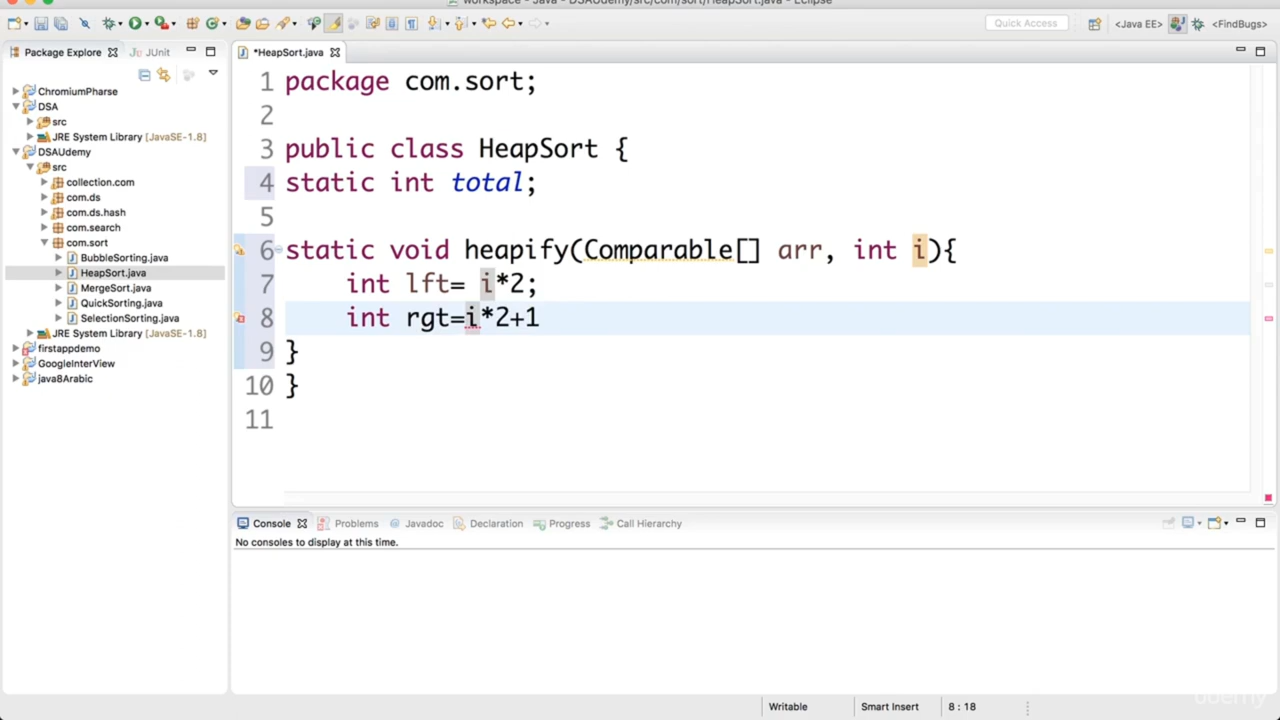 workspace - Java - DSAUdemy/src/com/sort/HeapSort.java - Eclipse
Quick Access
<Java EE>
<FindBugs>
Package Explorer
JUnit
*HeapSort.java
ChromiumPharse
DSA
src
JRE System Library [JavaSE-1.8]
DSAUdemy
src
collection.com
com.ds
com.ds.hash
com.search
com.sort
BubbleSorting.java
HeapSort.java
MergeSort.java
QuickSorting.java
SelectionSorting.java
JRE System Library [JavaSE-1.8]
firstappdemo
GoogleInterView
java8Arabic
1 package com.sort;
2
3 public class HeapSort {
4 static int total;
5
6 static void heapify(Comparable[] arr, int i){
7 int lft= i*2;
8 int rgt=i*2+1
9 }
10 }
11
Console
Problems
Javadoc
Declaration
Progress
Call Hierarchy
No consoles to display at this time.
Writable
Smart Insert
8 : 18
udemy